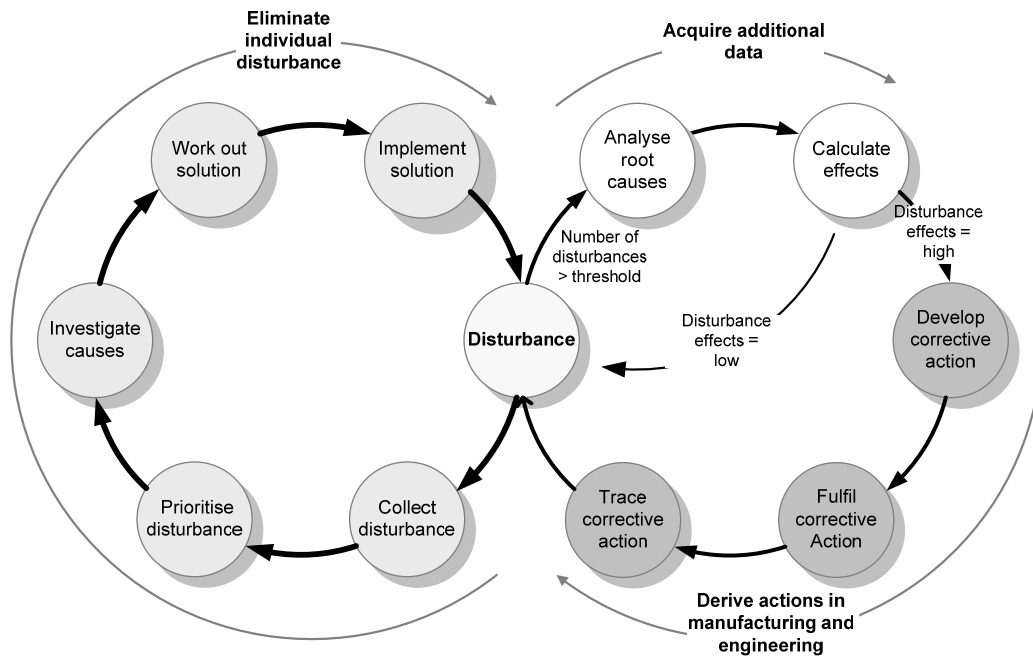 Eliminate
individual
disturbance
Acquire additional
data
Work out
solution
Implement
solution
Analyse
root
causes
Calculate
effects
Disturbance
effects =
high
Number of
disturbances
> threshold
Investigate
causes
Disturbance
Disturbance
effects =
low
Develop
corrective
action
Prioritise
disturbance
Collect
disturbance
Trace
corrective
action
Fulfil
corrective
Action
Derive actions in
manufacturing and
engineering